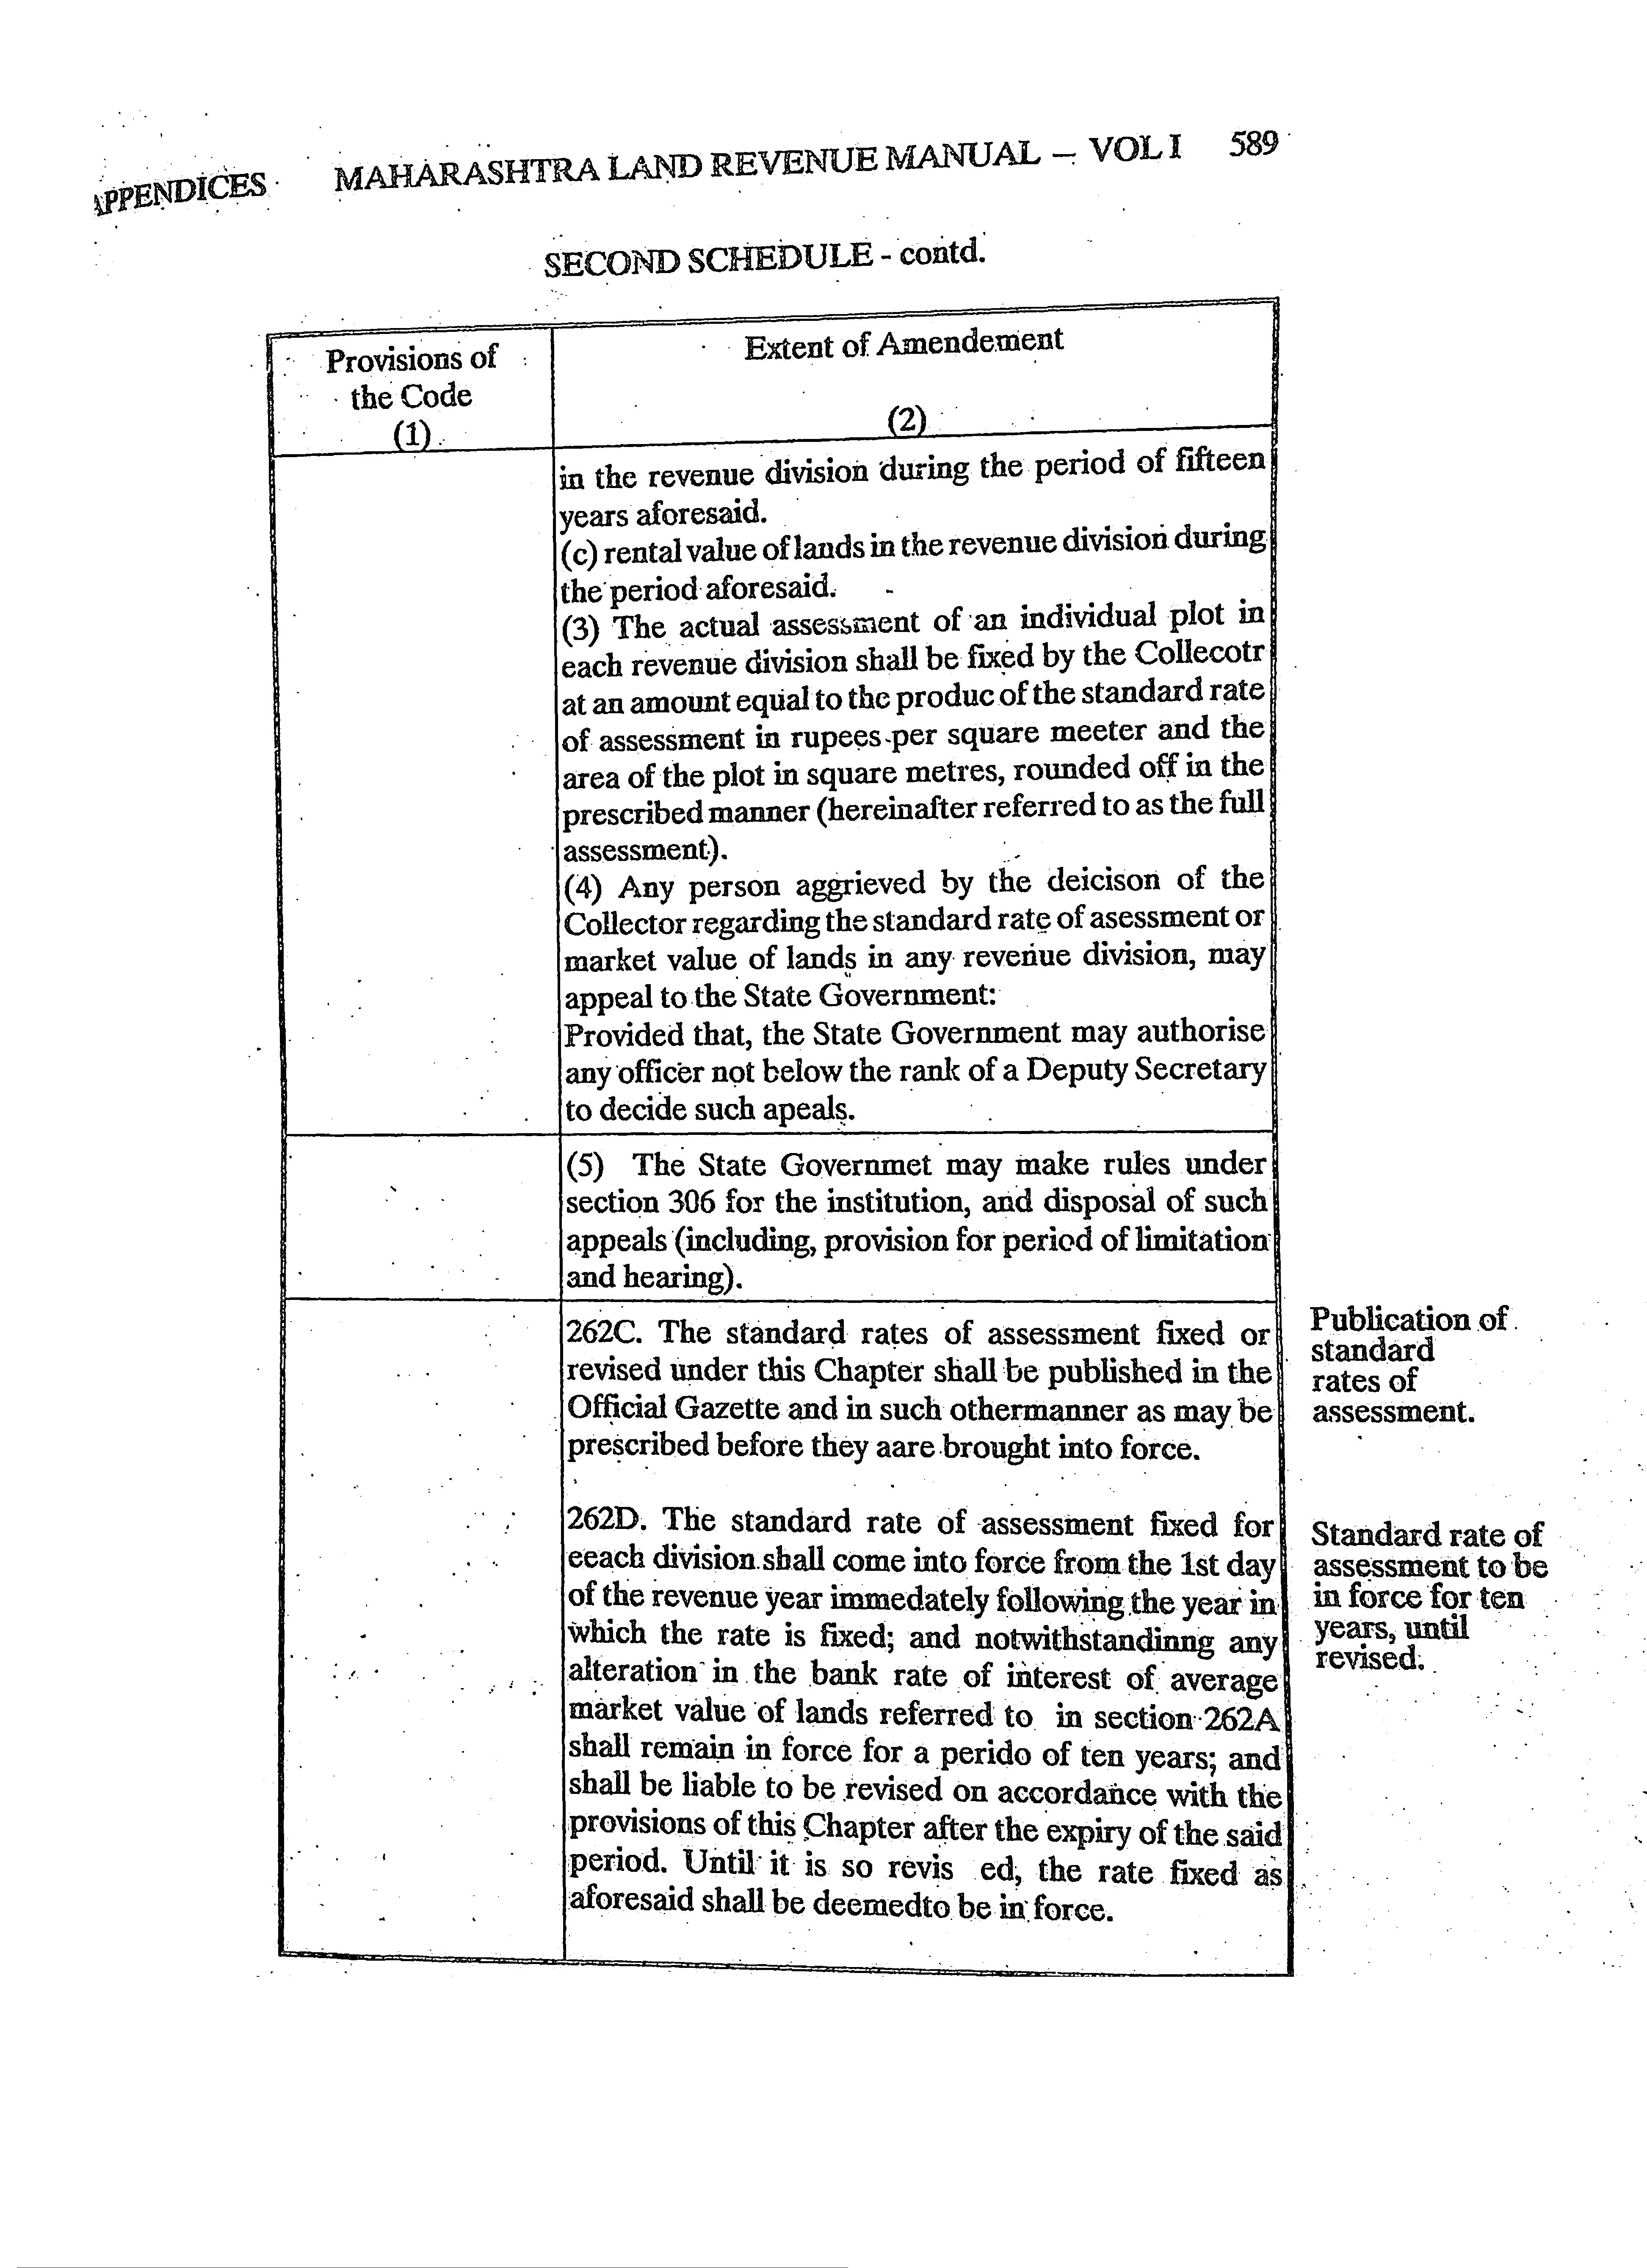 APPENDICES MAHARASHTRA LAND REVENUE MANUAL – VOL I 589
SECOND SCHEDULE - contd.
Provisions of
the Code
(1)
Extent of Amendement
(2)
in the revenue division during the period of fifteen
years aforesaid.
(c) rental value of lands in the revenue division during
the period aforesaid.
(3) The actual assessment of an individual plot in
each revenue division shall be fixed by the Collecotr
at an amount equal to the produc of the standard rate
of assessment in rupees per square meeter and the
area of the plot in square metres, rounded off in the
prescribed manner (hereinafter referred to as the full
assessment).
(4) Any person aggrieved by the deicison of the
Collector regarding the standard rate of asessment or
market value of lands in any revenue division, may
appeal to the State Government:
Provided that, the State Government may authorise
any officer not below the rank of a Deputy Secretary
to decide such apeals.
(5) The State Governmet may make rules under
section 306 for the institution, and disposal of such
appeals (including, provision for period of limitation
and hearing).
262C. The standard rates of assessment fixed or
revised under this Chapter shall be published in the
Official Gazette and in such othermanner as may be
prescribed before they aare brought into force.
Publication of
standard
rates of
assessment.
262D. The standard rate of assessment fixed for
eeach division shall come into force from the 1st day
of the revenue year immedately following the year in
which the rate is fixed; and notwithstandinng any
alteration in the bank rate of interest of average
market value of lands referred to in section 262A
shall remain in force for a perido of ten years; and
shall be liable to be revised on accordance with the
provisions of this Chapter after the expiry of the said
period. Until it is so revis ed, the rate fixed as
aforesaid shall be deemedto be in force.
Standard rate of
assessment to be
in force for ten
years, until
revised.